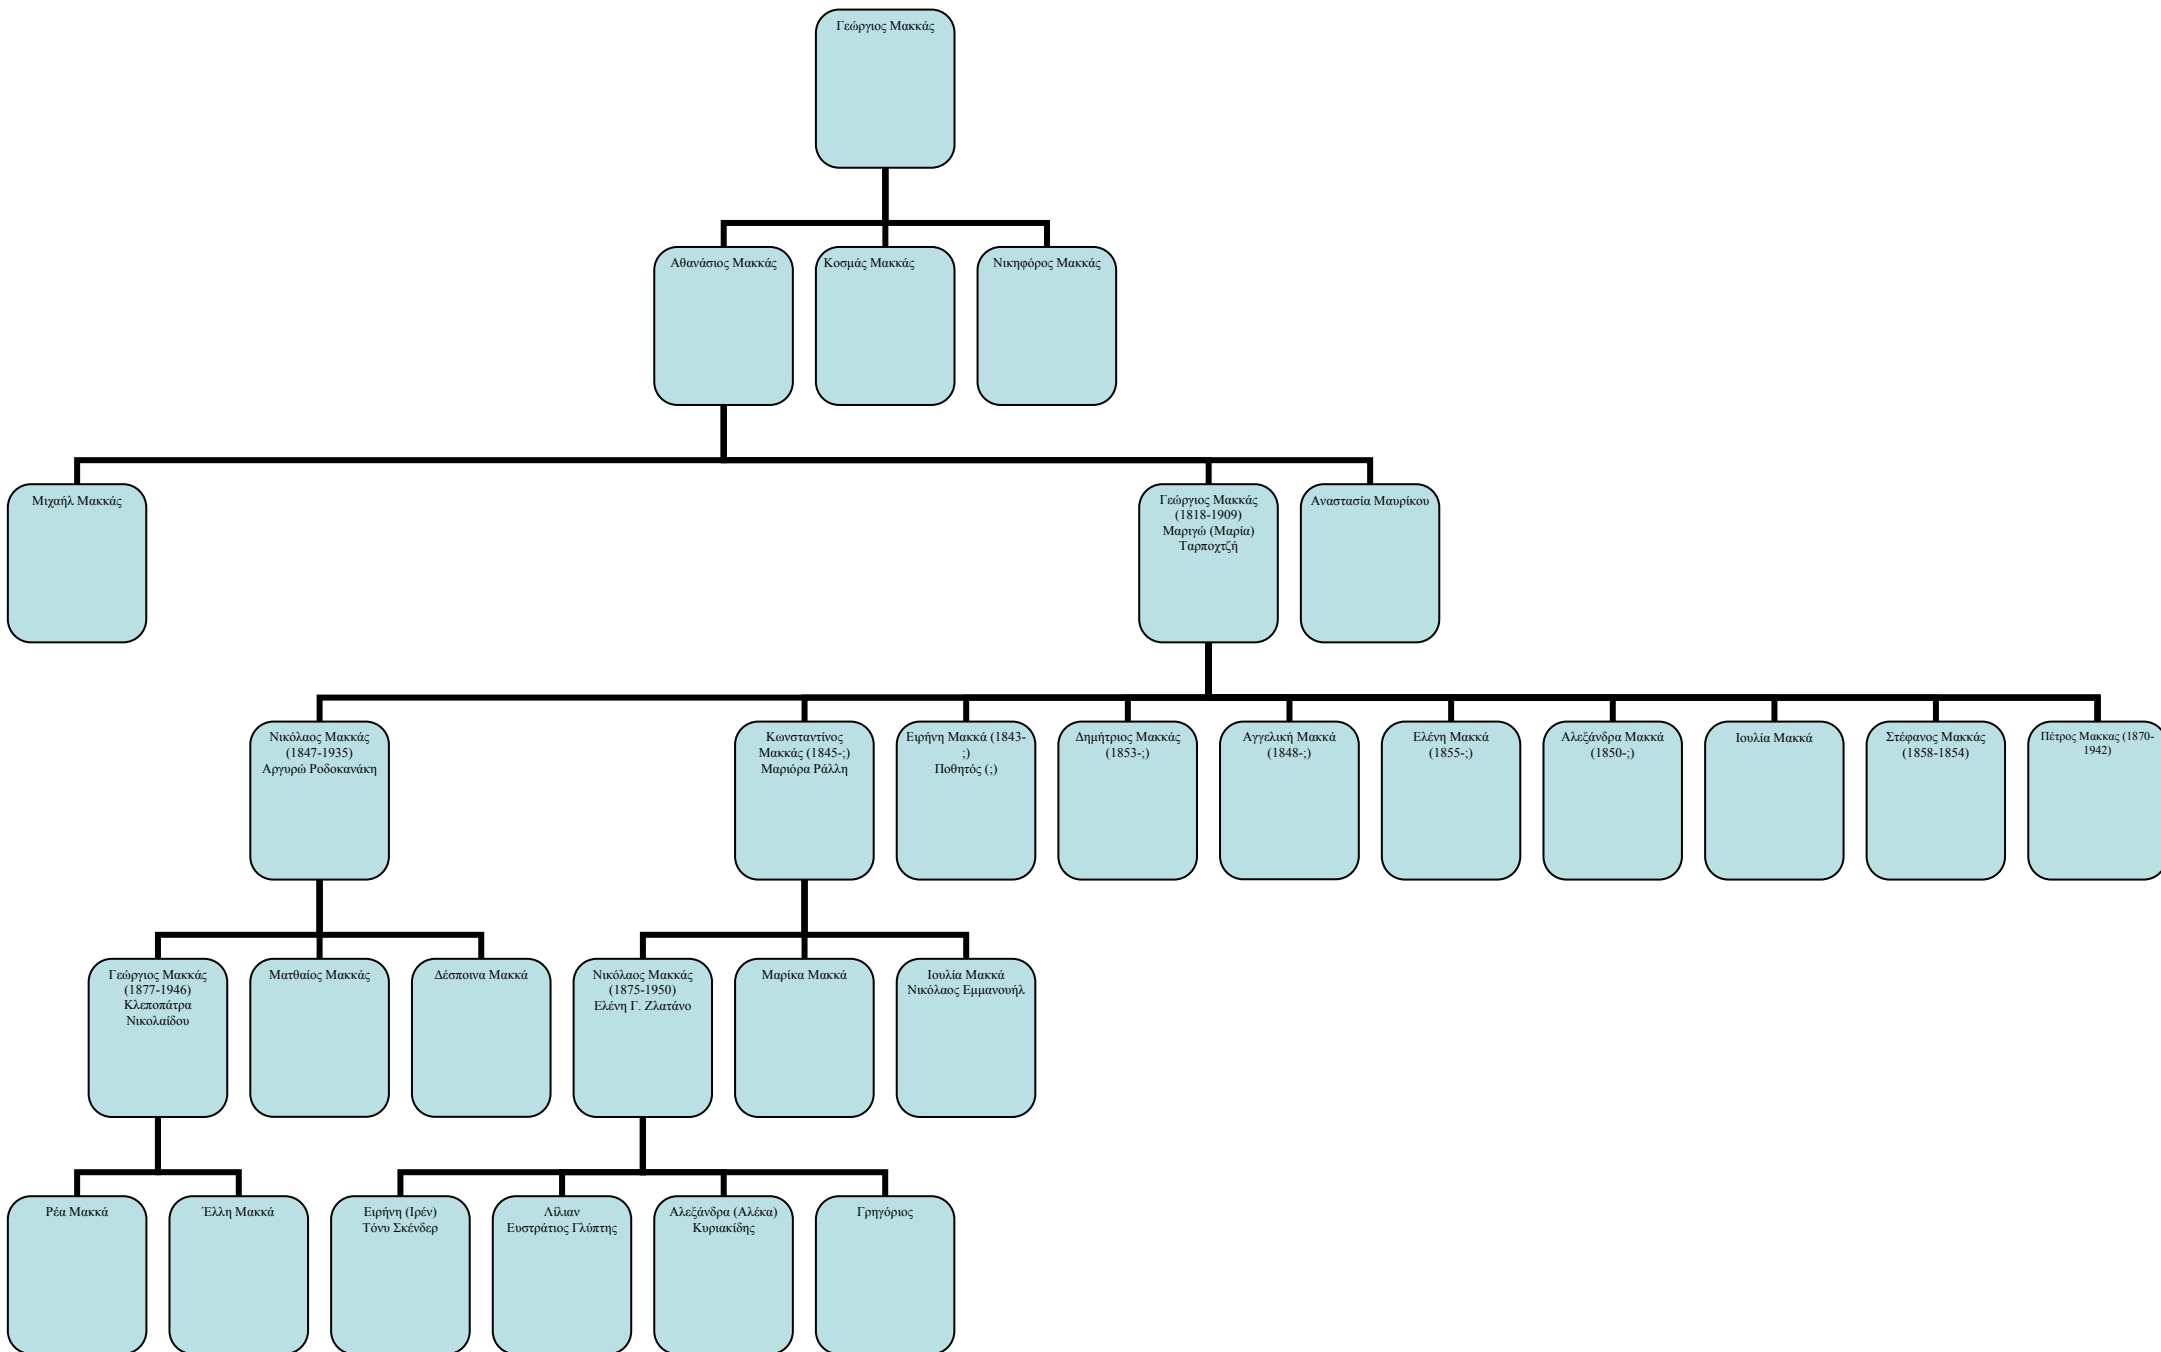 Γεώργιος Μακκάς
Αθανάσιος Μακκάς
Κοσμάς Μακκάς
Νικηφόρος Μακκάς
Μιχαήλ Μακκάς
Γεώργιος Μακκάς
(1818-1909)
Μαριγώ (Μαρία)
Ταρποχτζή
Αναστασία Μαυρίκου
Νικόλαος Μακκάς
(1847-1935)
Αργυρώ Ροδοκανάκη
Κωνσταντίνος
Μακκάς (1845-;)
Μαριόρα Ράλλη
Ειρήνη Μακκά (1843-
;)
Ποθητός (;)
Δημήτριος Μακκάς
(1853-;)
Αγγελική Μακκά
(1848-;)
Ελένη Μακκά
(1855-;)
Αλεξάνδρα Μακκά
(1850-;)
Ιουλία Μακκά
Στέφανος Μακκάς
(1858-1854)
Πέτρος Μακκας (1870-
1942)
Γεώργιος Μακκάς
(1877-1946)
Κλεποπάτρα
Νικολαίδου
Ματθαίος Μακκάς
Δέσποινα Μακκά
Νικόλαος Μακκάς
(1875-1950)
Ελένη Γ. Ζλατάνο
Μαρίκα Μακκά
Ιουλία Μακκά
Νικόλαος Εμμανουήλ
Ρέα Μακκά
Έλλη Μακκά
Ειρήνη (Ιρέν)
Τόνυ Σκένδερ
Λίλιαν
Ευστράτιος Γλύπτης
Αλεξάνδρα (Αλέκα)
Κυριακίδης
Γρηγόριος